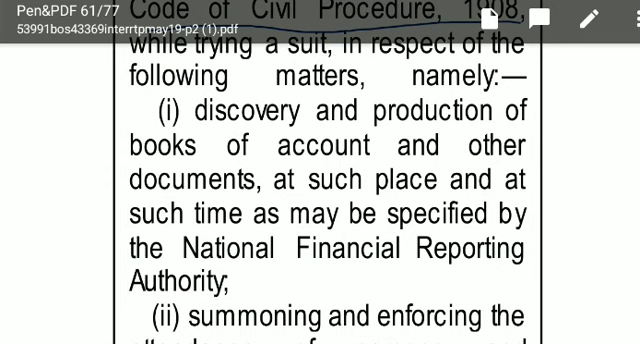 Pen&PDF 61/77
53991bos43369interrtpmay19-p2 (1).pdf
Code of Civil Procedure, 1908,
while trying a suit, in respect of the
following matters, namely:—
(i) discovery and production of
books of account and other
documents, at such place and at
such time as may be specified by
the National Financial Reporting
Authority;
(ii) summoning and enforcing the